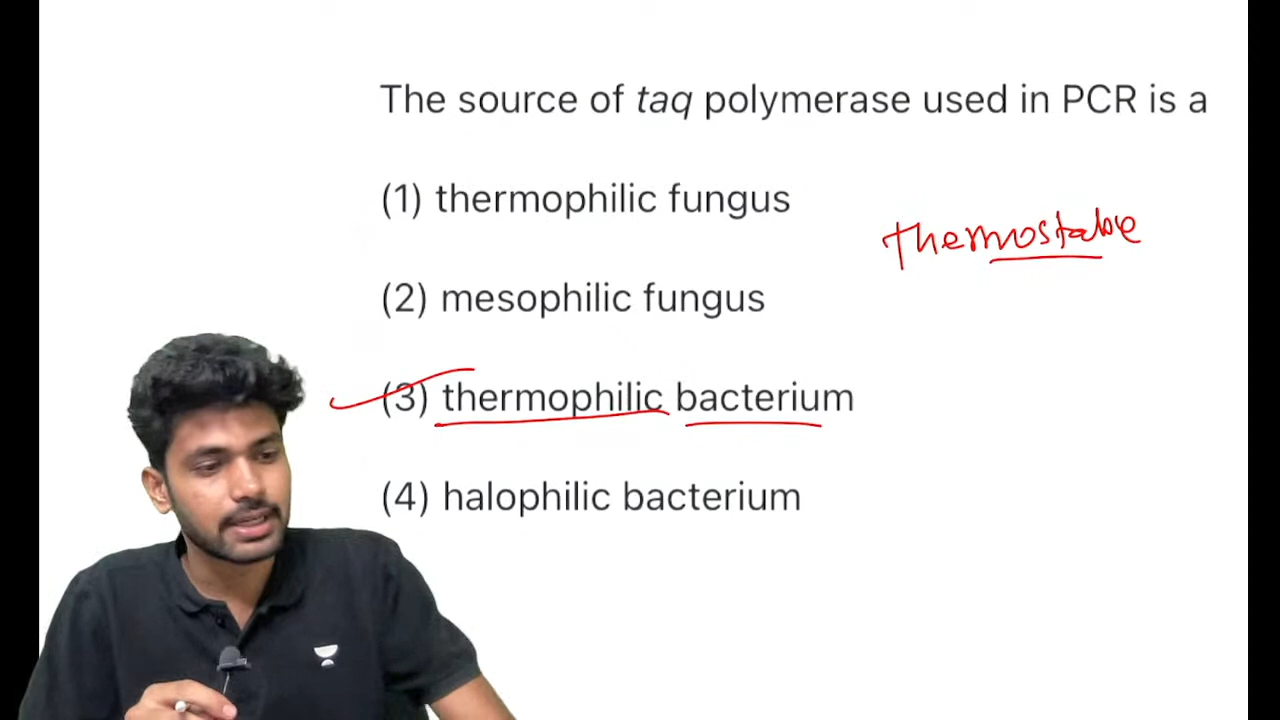 The source of taq polymerase used in PCR is a
(1) thermophilic fungus
Thermostable
(2) mesophilic fungus
(3) thermophilic bacterium
(4) halophilic bacterium